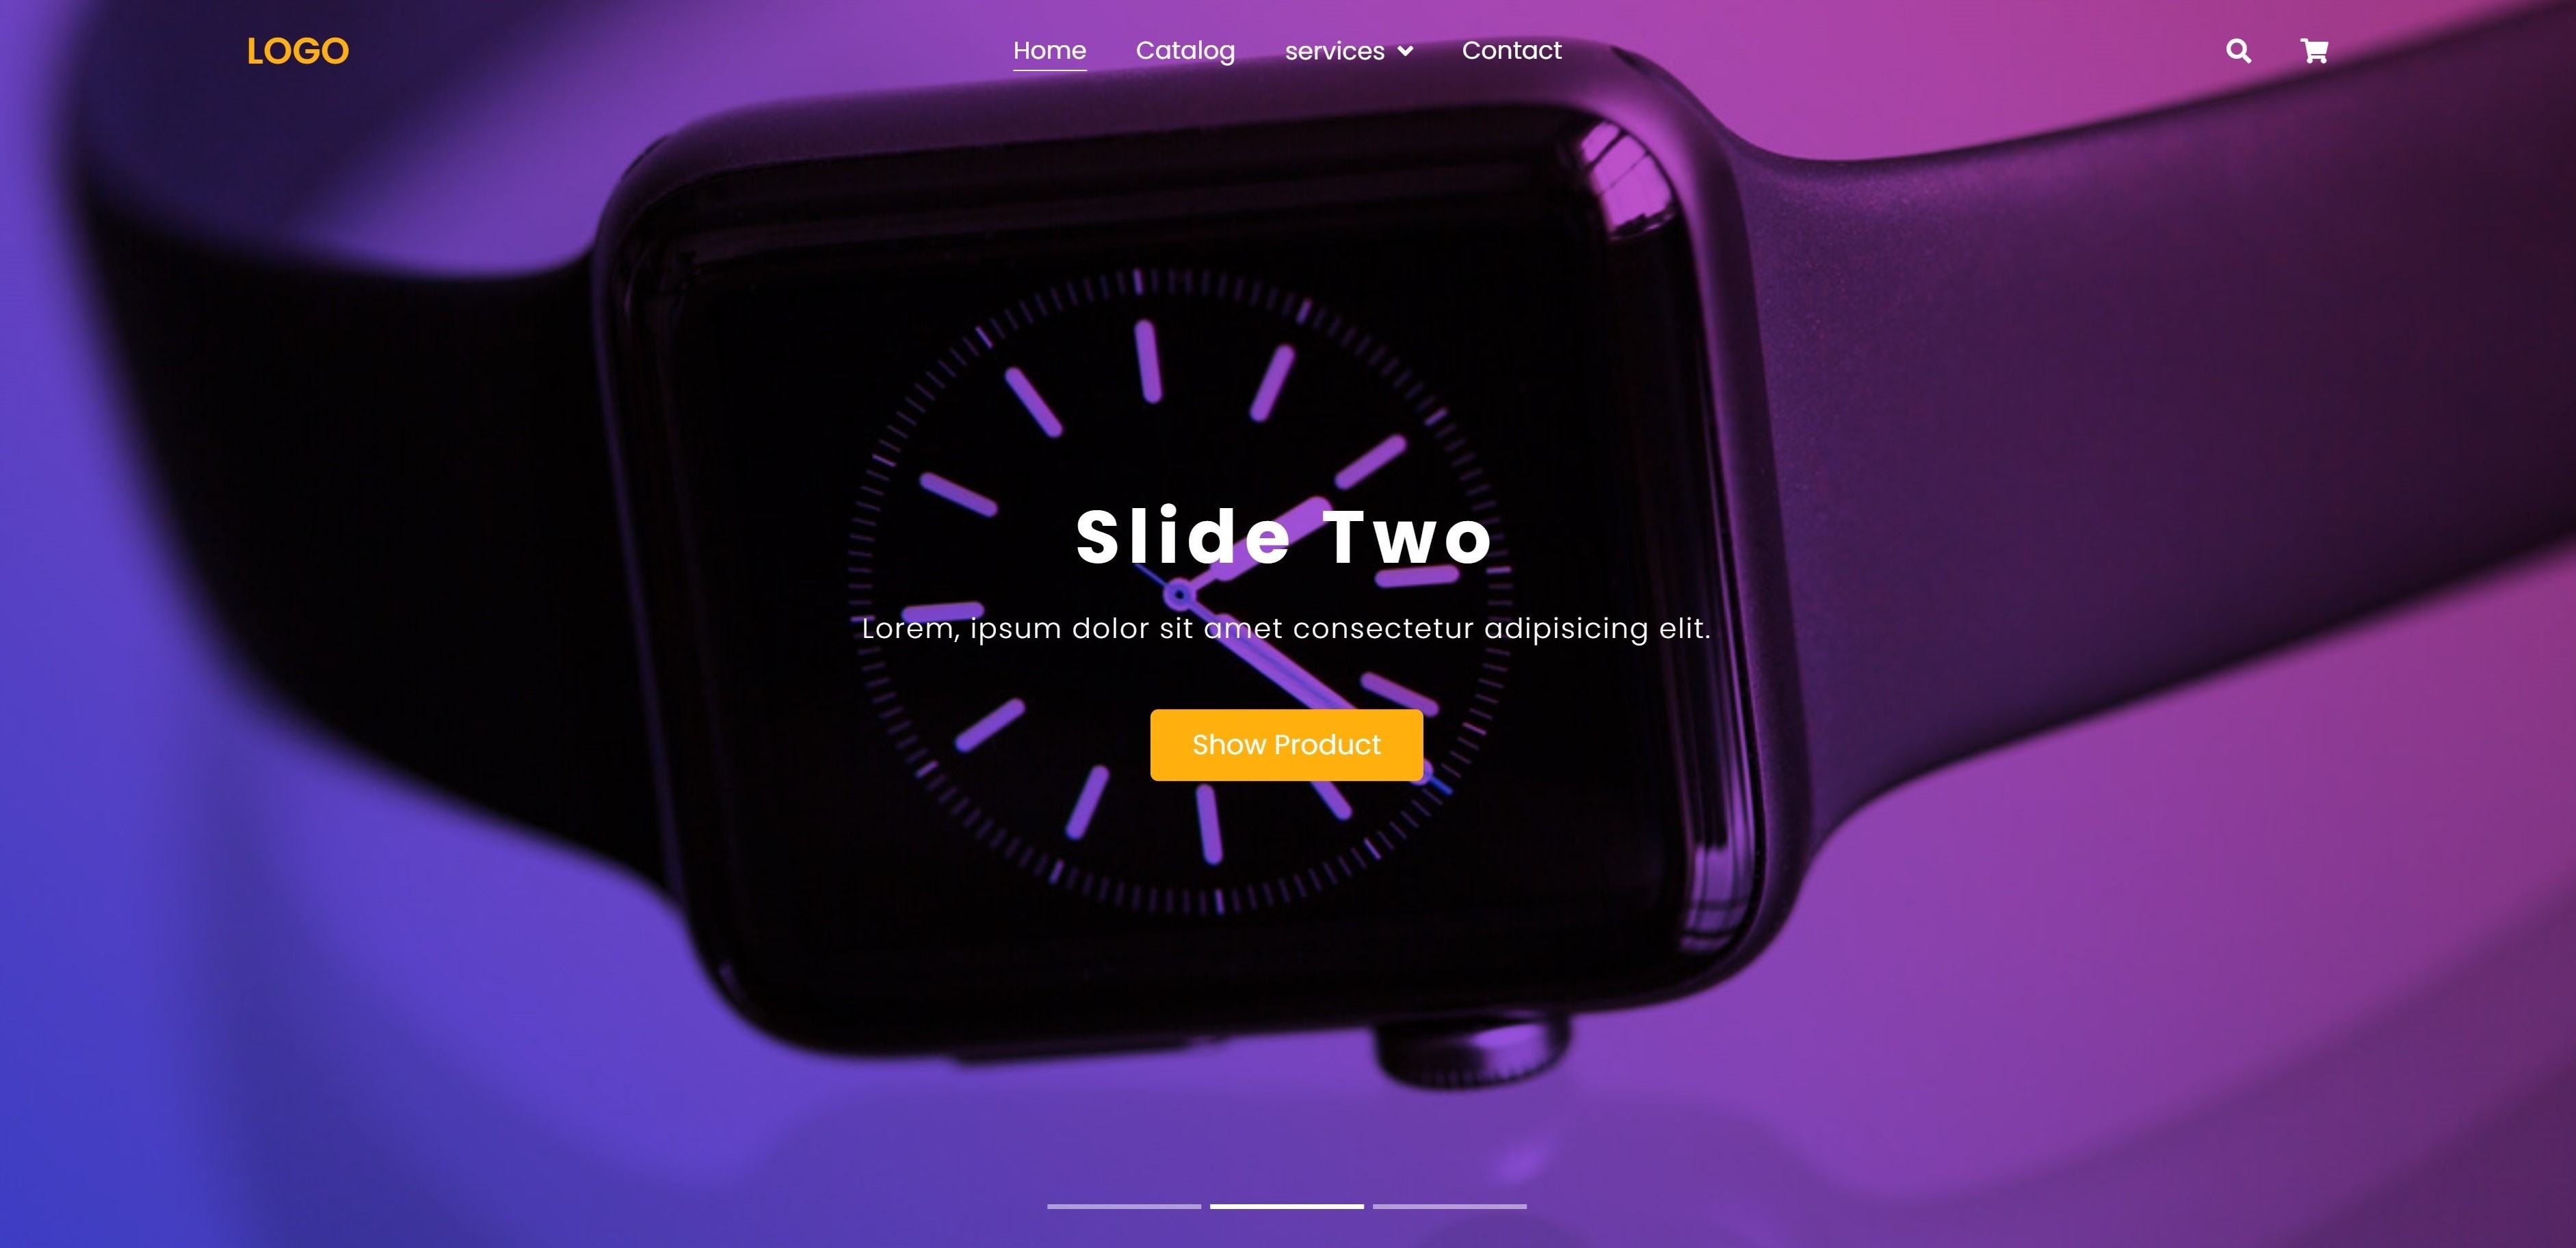 LOGO
Home Catalog services Contact
Slide Two
Lorem, ipsum dolor sit amet consectetur adipisicing elit.
Show Product